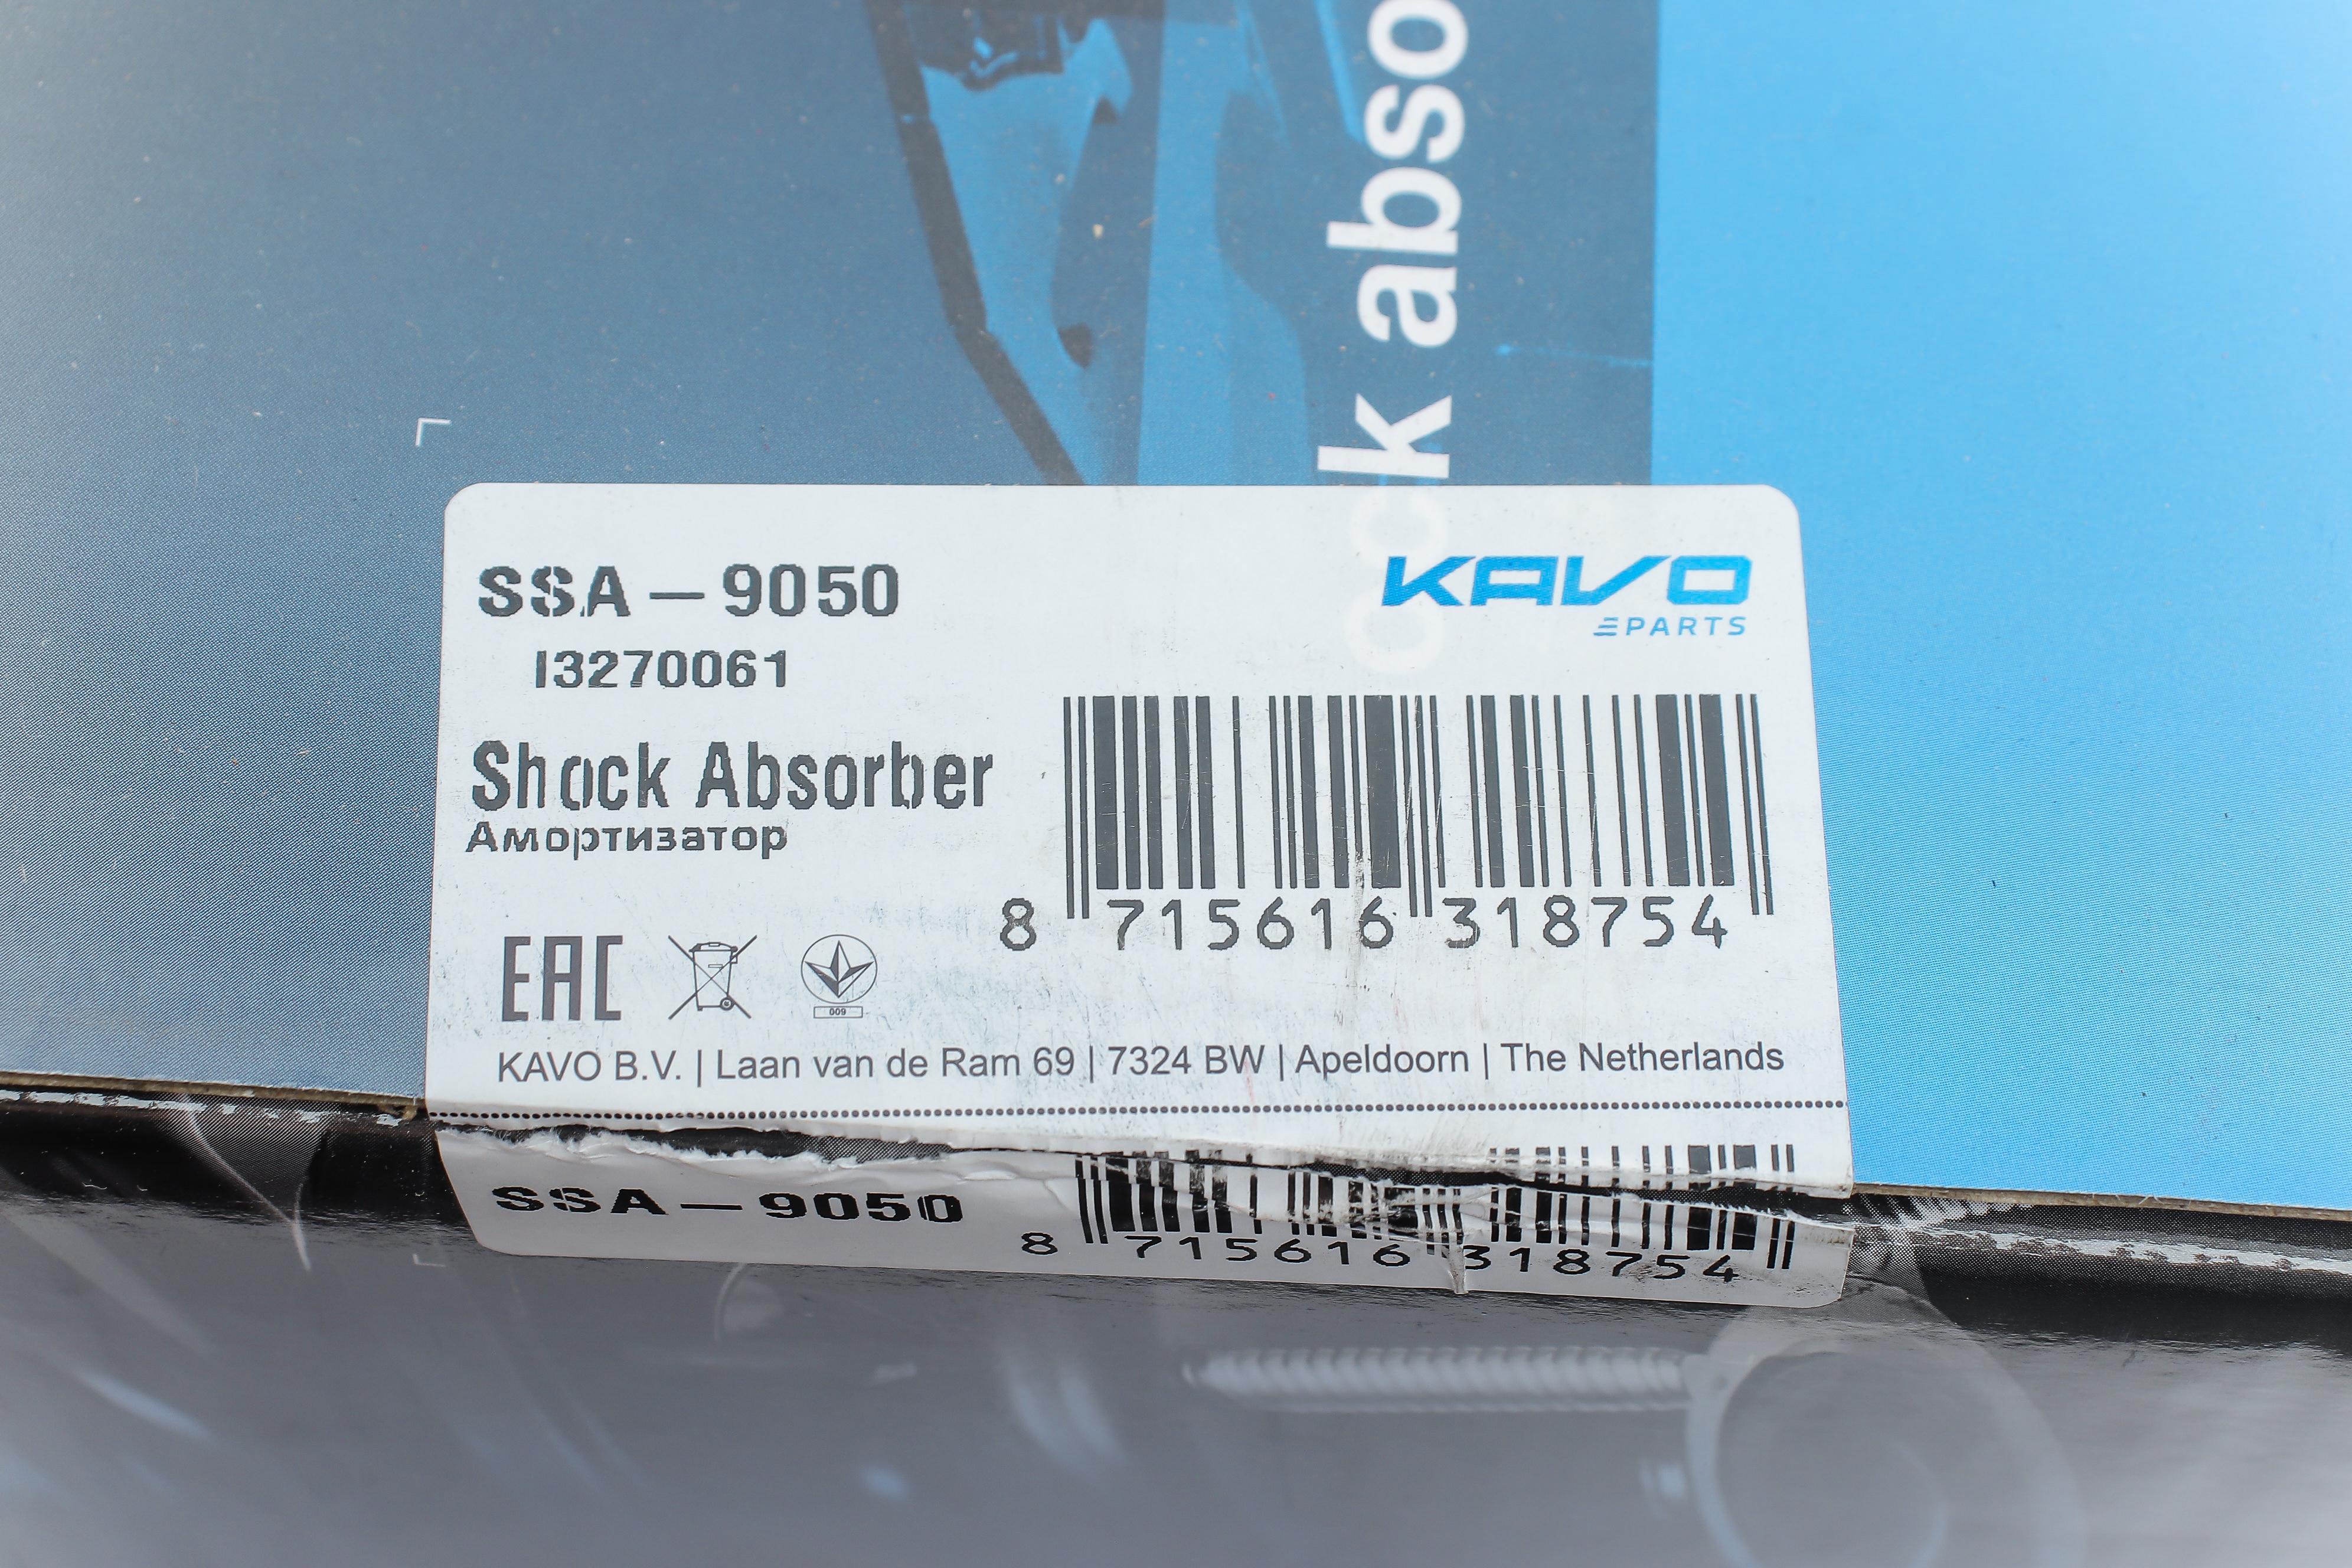 ck abso
SSA-9050
KAVO
PARTS
I3270061
Shock Absorber
Амортизатор
8 715616 318754
EAC
009
KAVO B.V. | Laan van de Ram 69 | 7324 BW | Apeldoorn | The Netherlands
SSA-9050
8 715616 318754